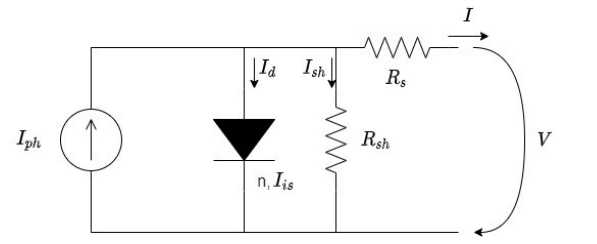 I
I_d
I_sh
R_s
I_ph
R_sh
V
n, I_is